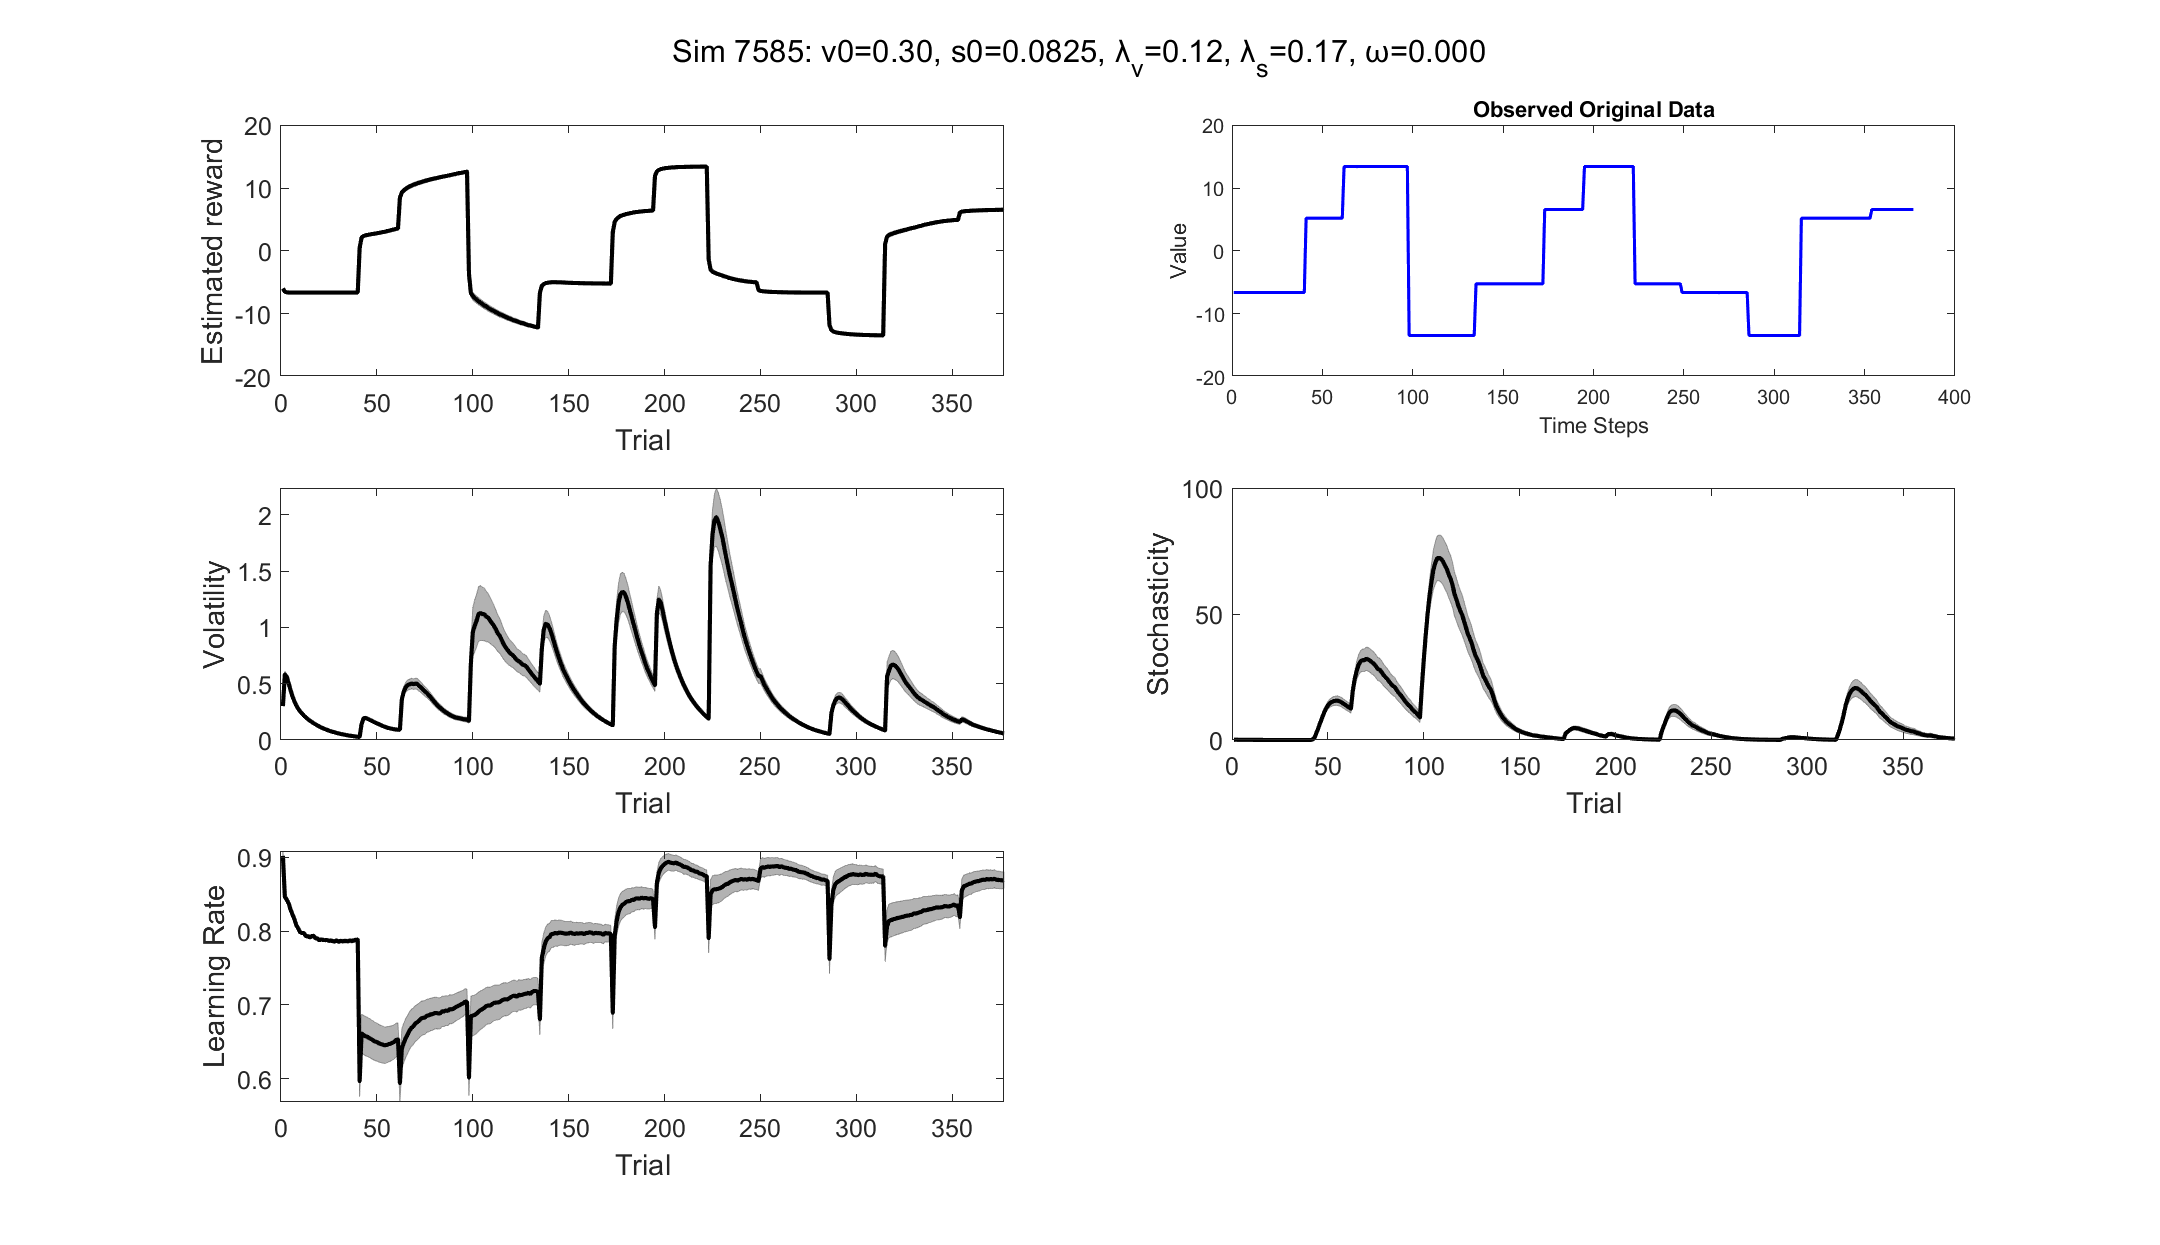 Sim 7585: v0=0.30, s0=0.0825, λv=0.12, λs=0.17, ω=0.000
20
10
0
-10
-20
Estimated reward
0 50 100 150 200 250 300 350
Trial
Observed Original Data
20
10
0
-10
-20
Value
0 50 100 150 200 250 300 350 400
Time Steps
2
1.5
1
0.5
0
Volatility
0 50 100 150 200 250 300 350
Trial
100
50
0
Stochasticity
0 50 100 150 200 250 300 350
Trial
0.9
0.8
0.7
0.6
Learning Rate
0 50 100 150 200 250 300 350
Trial